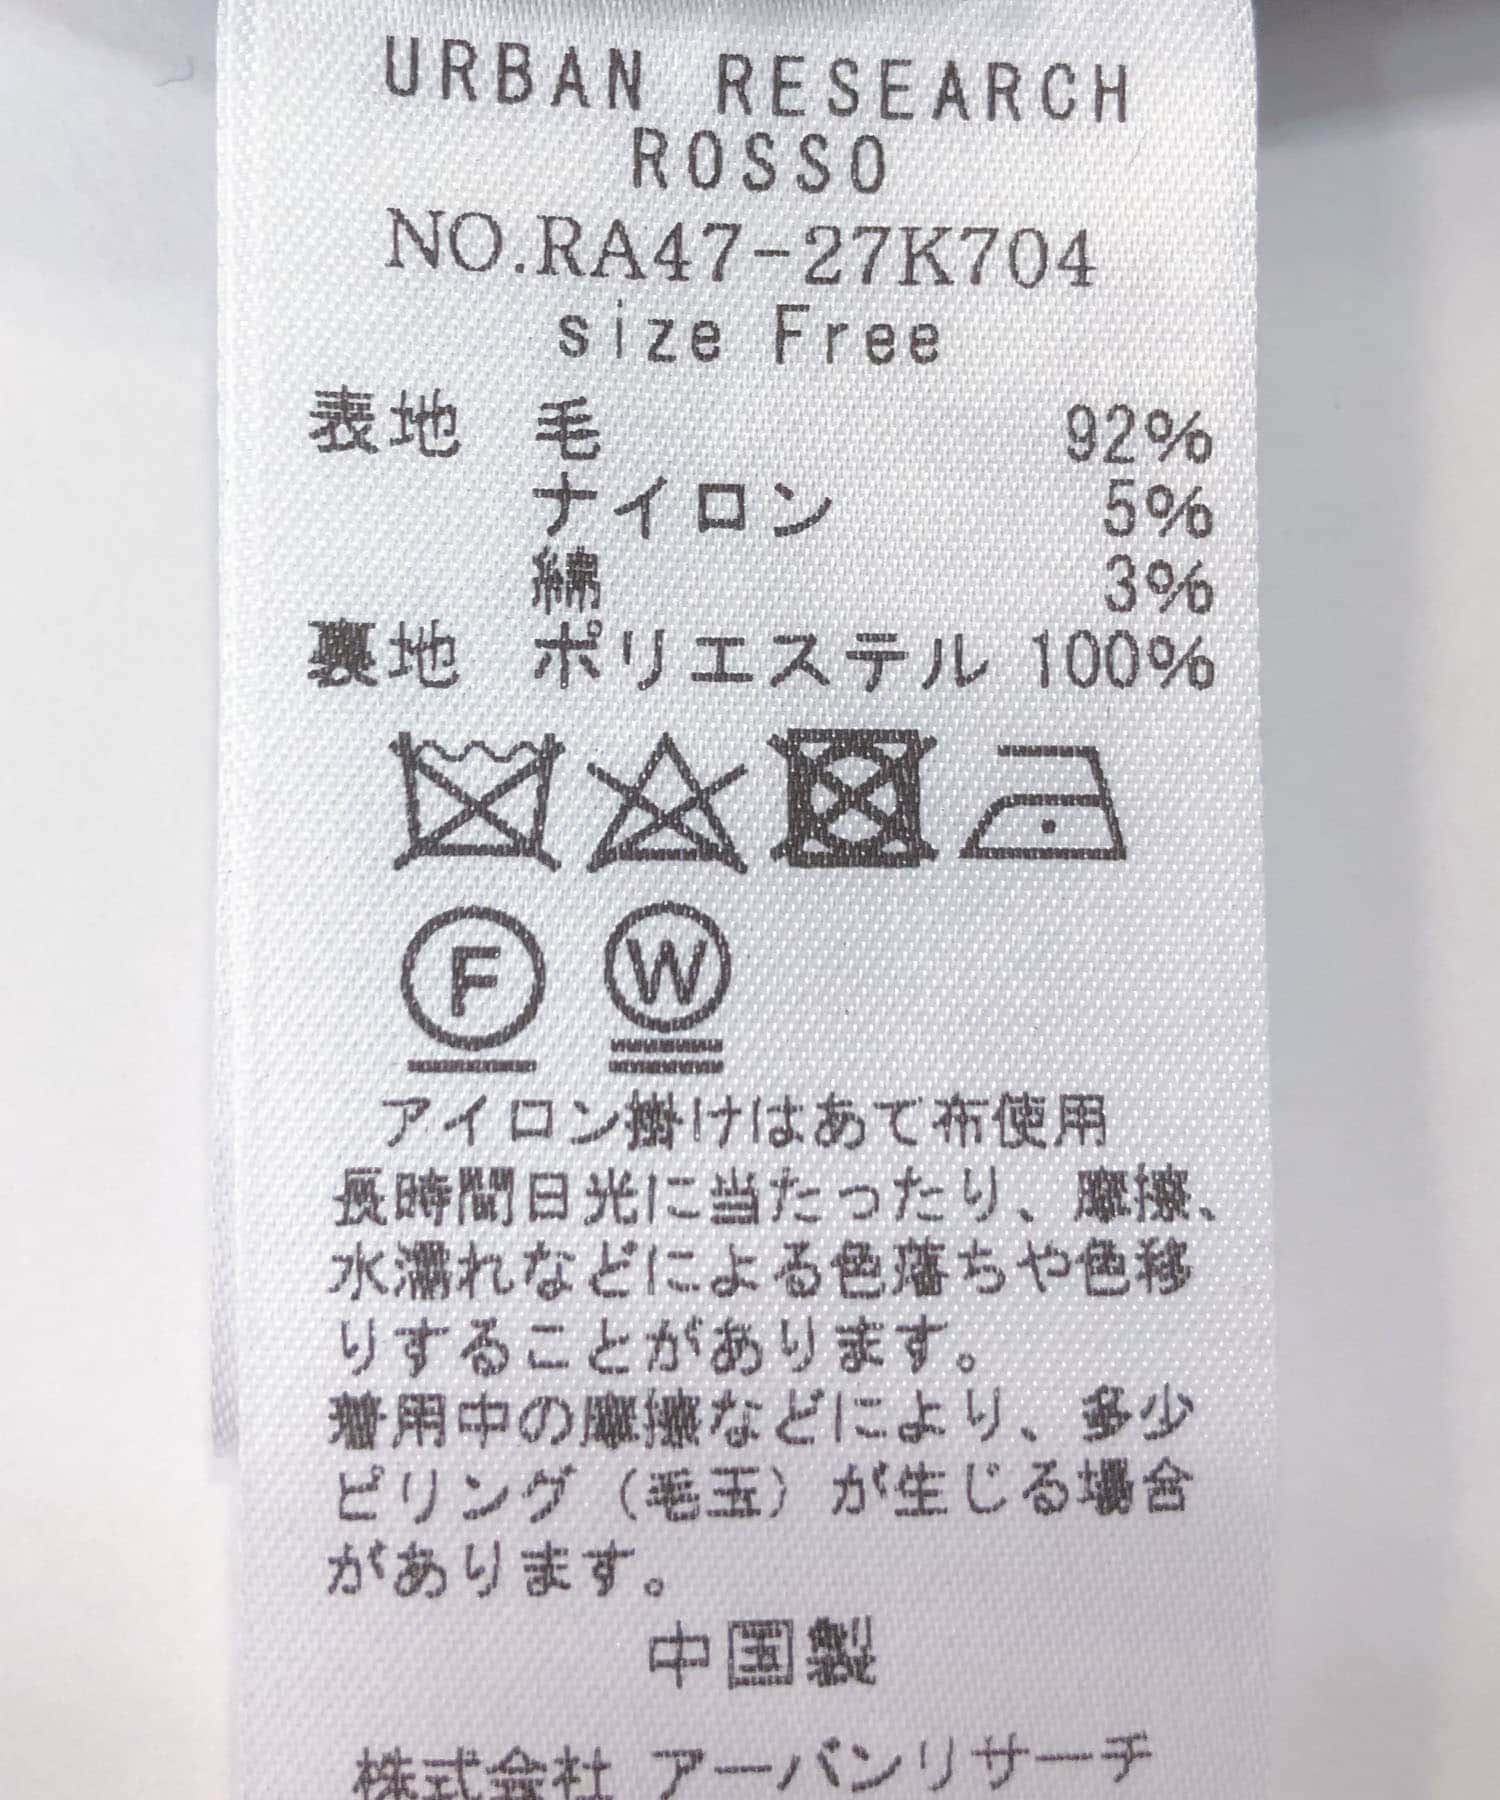 URBAN RESEARCH
ROSSO
NO.RA47-27K704
size Free
表地 毛 92%
ナイロン 5%
綿 3%
裏地 ポリエステル 100%
F W
アイロン掛けはあて布使用
長時間日光に当たったり、摩擦、
水濡れなどによる色落ちや色移
りすることがあります。
着用中の摩擦などにより、多少
ピリング（毛玉）が生じる場合
があります。
中国製
株式会社 アーバンリサーチ